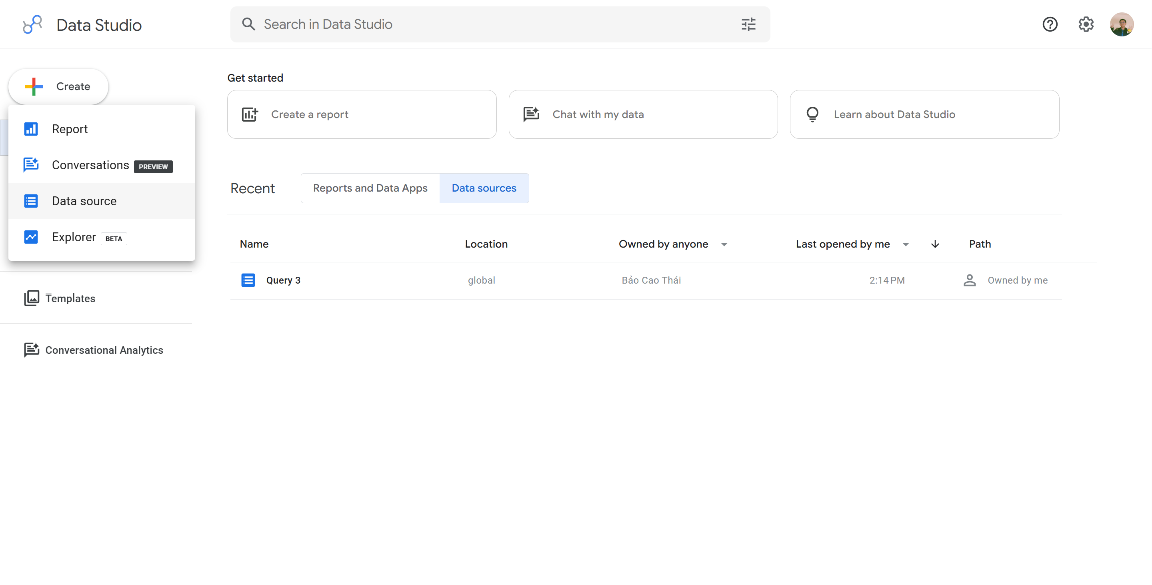 Data Studio
Search in Data Studio
Create
Report
Conversations PREVIEW
Data source
Explorer BETA
Templates
Conversational Analytics
Get started
Create a report
Chat with my data
Learn about Data Studio
Recent
Reports and Data Apps
Data sources
Name Location Owned by anyone Last opened by me Path
Query 3 global Bảo Cao Thái 2:14 PM Owned by me